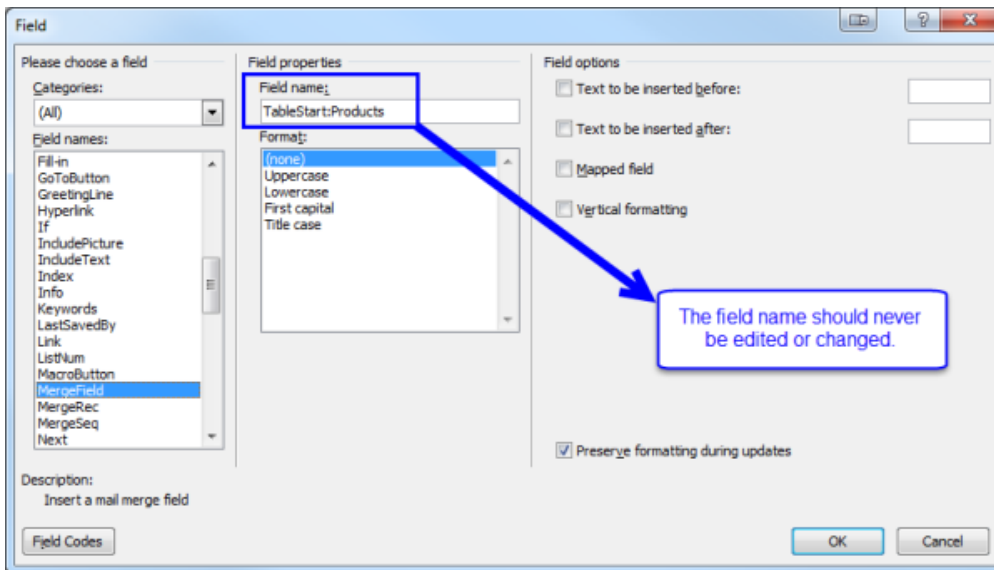 Field
Please choose a field
Categories:
(All)
Field names:
Fill-in
GoToButton
GreetingLine
Hyperlink
If
IncludePicture
IncludeText
Index
Info
Keywords
LastSavedBy
Link
ListNum
MacroButton
MergeField
MergeRec
MergeSeq
Next
Field properties
Field name:
TableStart:Products
Format:
(none)
Uppercase
Lowercase
First capital
Title case
Field options
Text to be inserted before:
Text to be inserted after:
Mapped field
Vertical formatting
The field name should never
be edited or changed.
Preserve formatting during updates
Description:
Insert a mail merge field
Field Codes
OK
Cancel